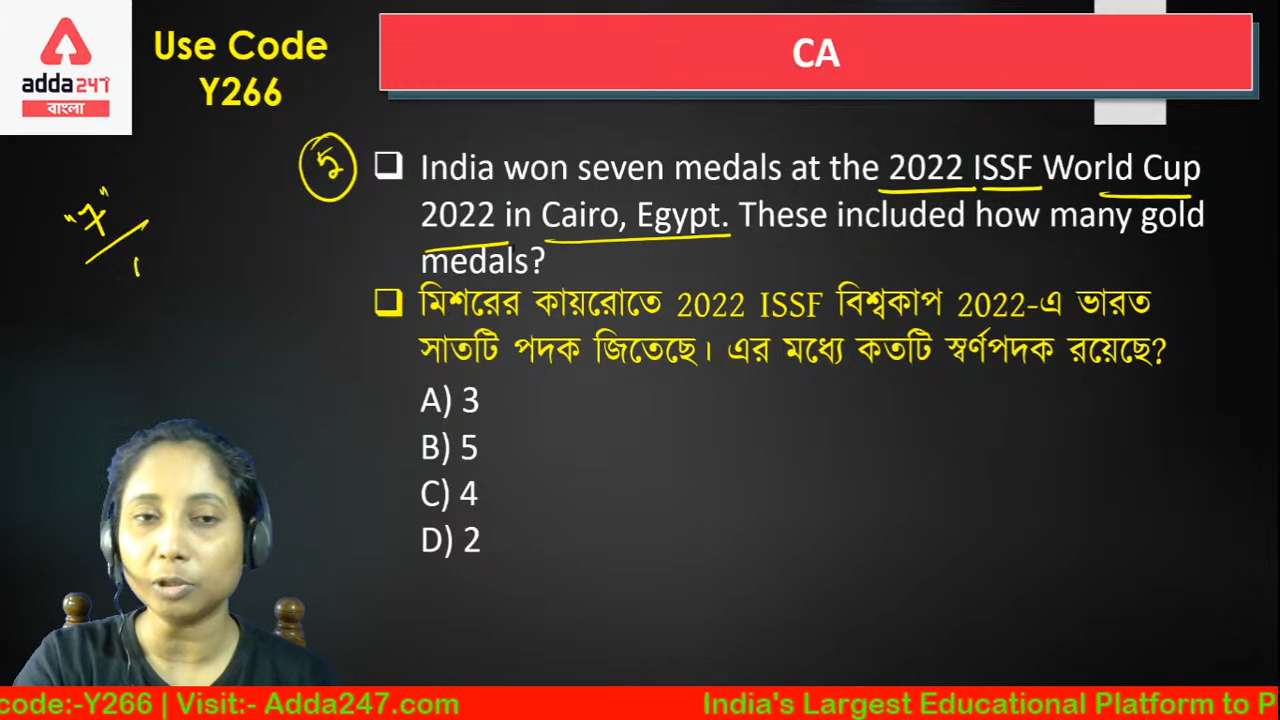 adda247
বাংলা
Use Code
Y266
CA
5
"7"
India won seven medals at the 2022 ISSF World Cup
2022 in Cairo, Egypt. These included how many gold
medals?
মিশরের কায়রোতে 2022 ISSF বিশ্বকাপ 2022-এ ভারত
সাতটি পদক জিতেছে। এর মধ্যে কতটি স্বর্ণপদক রয়েছে?
A) 3
B) 5
C) 4
D) 2
code:-Y266 | Visit:- Adda247.com India's Largest Educational Platform to P